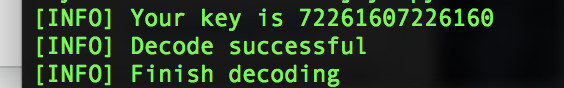 [INFO] Your key is 72261607226160
[INFO] Decode successful
[INFO] Finish decoding